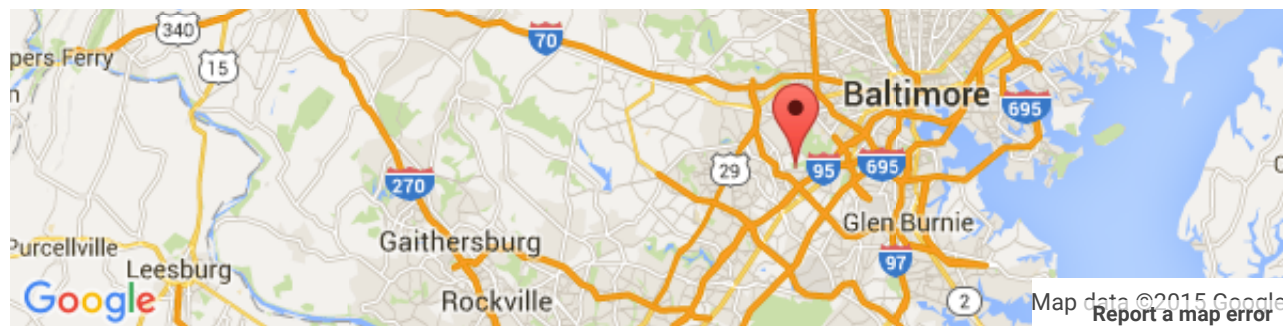 340
70
pers Ferry
15
n
Baltimore
695
29
95
695
270
Glen Burnie
Purcellville
Gaithersburg
97
Leesburg
Google
Rockville
2
Map data ©2015 Google
Report a map error